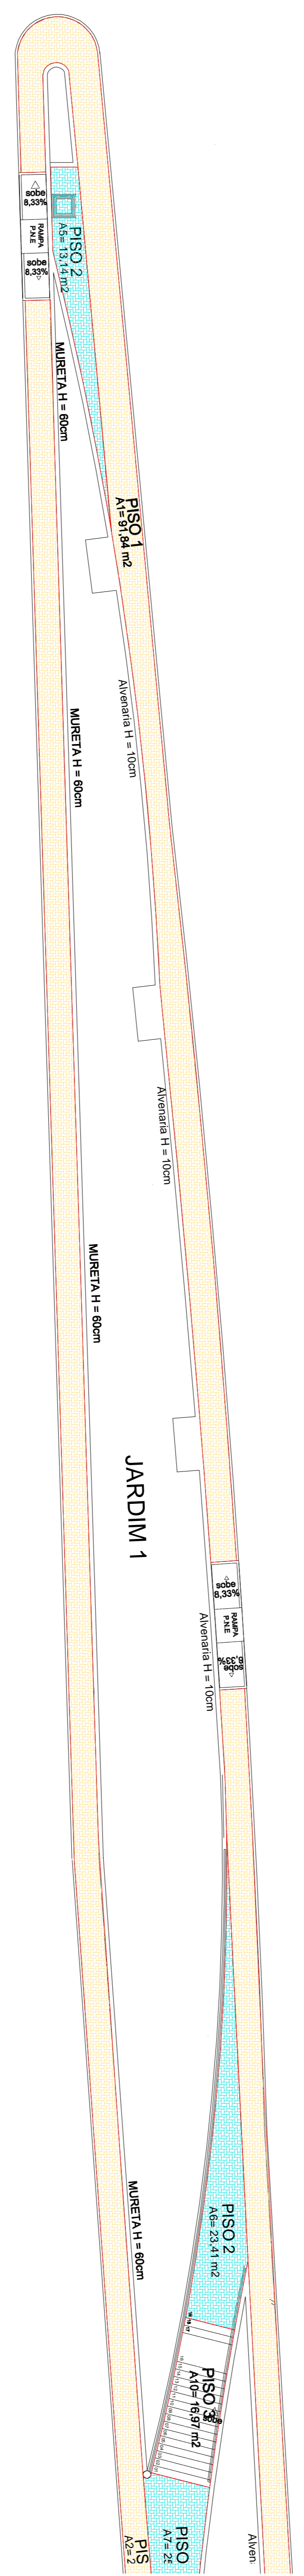 sobe
8,33%
RAMPA
P.N.E
sobe
8,33%
PISO 2
A5= 13,14 m2
MURETA H = 60cm
PISO 1
A1= 91,84 m2
Alvenaria H = 10cm
MURETA H = 60cm
Alvenaria H = 10cm
MURETA H = 60cm
JARDIM 1
sobe
8,33%
RAMPA
P.N.E
sobe
8,33%
Alvenaria H = 10cm
PISO 2
A6= 23,41 m2
MURETA H = 60cm
PISO 3
A10= 16,97 m2
sobe
PISO
A7= 25
PIS
A2= 2
Alven